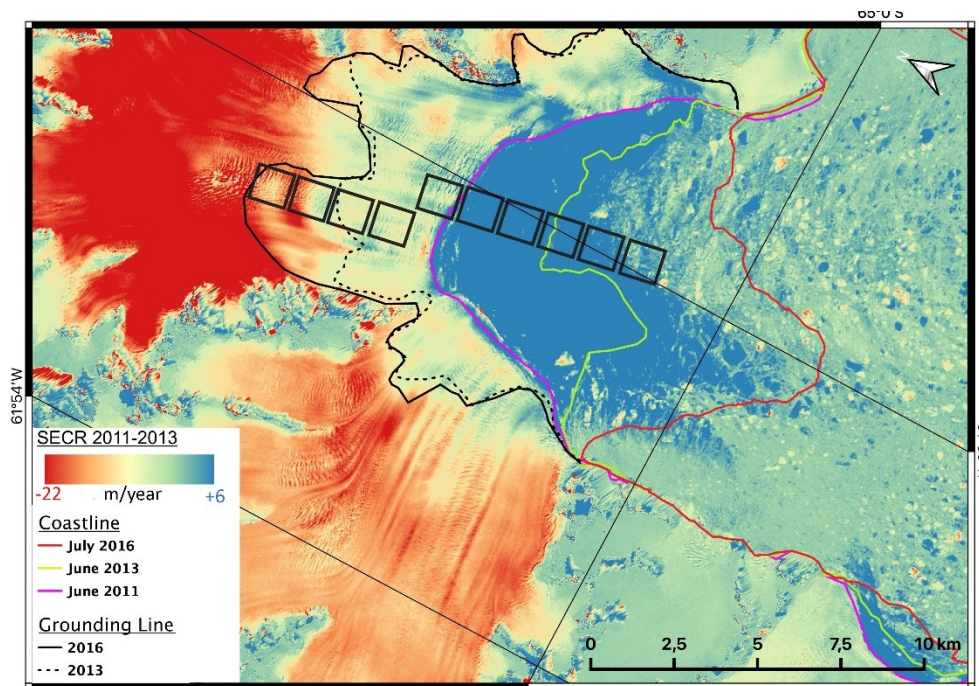 65°0'S
N
61°54'W
SECR 2011-2013
-22 m/year +6
Coastline
July 2016
June 2013
June 2011
Grounding Line
2016
2013
0 2,5 5 7,5 10 km